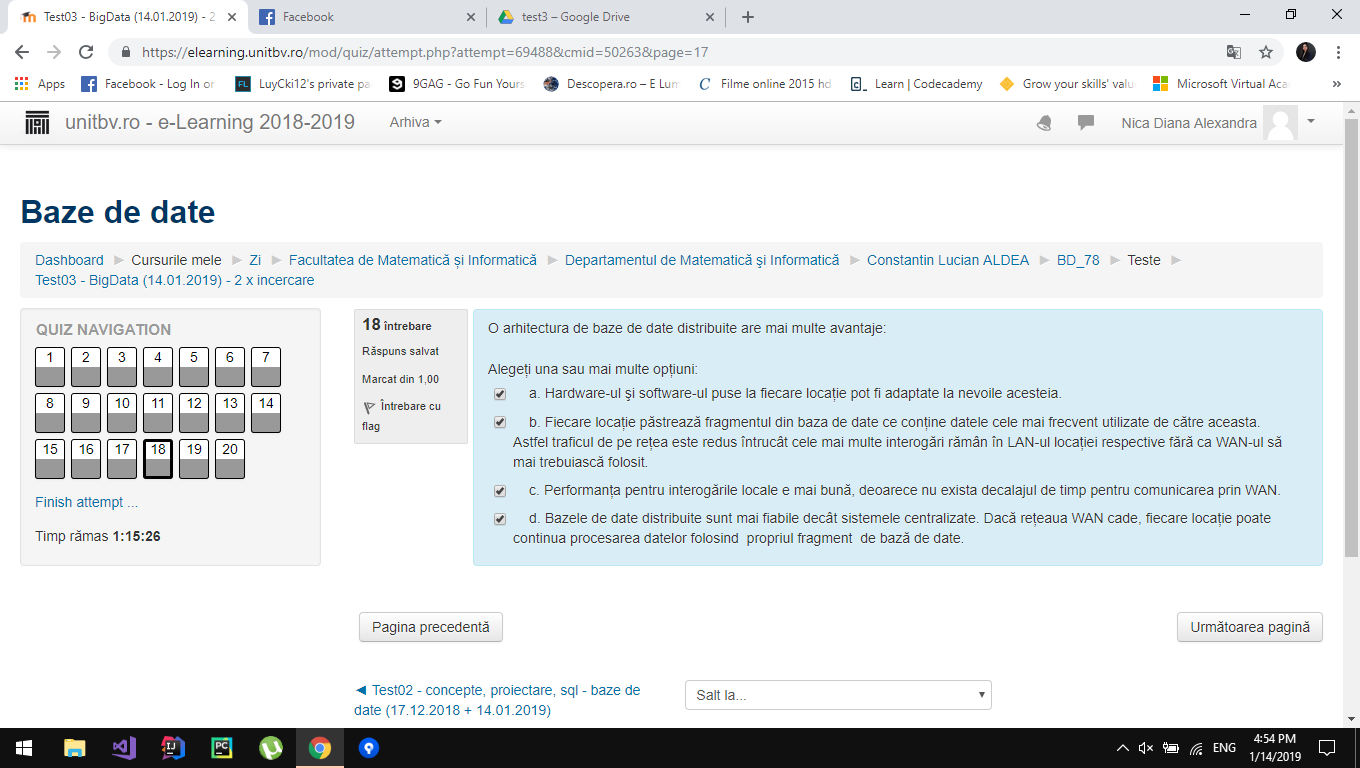 Test03 - BigData (14.01.2019) - 2
Facebook
test3 – Google Drive
https://elearning.unitbv.ro/mod/quiz/attempt.php?attempt=69488&cmid=50263&page=17
Apps
Facebook - Log In or
LuyCki12's private pa
9GAG - Go Fun Yours
Descopera.ro – E Lum
Filme online 2015 hd
Learn | Codecademy
Grow your skills' valu
Microsoft Virtual Aca
»
unitbv.ro - e-Learning 2018-2019
Arhiva
Nica Diana Alexandra
Baze de date
Dashboard ► Cursurile mele ► Zi ► Facultatea de Matematică și Informatică ► Departamentul de Matematică şi Informatică ► Constantin Lucian ALDEA ► BD_78 ► Teste ►
Test03 - BigData (14.01.2019) - 2 x incercare
QUIZ NAVIGATION
1 2 3 4 5 6 7
8 9 10 11 12 13 14
15 16 17 18 19 20
Finish attempt ...
Timp rămas 1:15:26
18 întrebare
Răspuns salvat
Marcat din 1,00
Întrebare cu
flag
O arhitectura de baze de date distribuite are mai multe avantaje:
Alegeți una sau mai multe opțiuni:
a. Hardware-ul şi software-ul puse la fiecare locație pot fi adaptate la nevoile acesteia.
b. Fiecare locație păstrează fragmentul din baza de date ce conține datele cele mai frecvent utilizate de către aceasta.
Astfel traficul de pe rețea este redus întrucât cele mai multe interogări rămân în LAN-ul locației respective fără ca WAN-ul să
mai trebuiască folosit.
c. Performanța pentru interogările locale e mai bună, deoarece nu exista decalajul de timp pentru comunicarea prin WAN.
d. Bazele de date distribuite sunt mai fiabile decât sistemele centralizate. Dacă rețeaua WAN cade, fiecare locație poate
continua procesarea datelor folosind propriul fragment de bază de date.
Pagina precedentă
Următoarea pagină
◄ Test02 - concepte, proiectare, sql - baze de
date (17.12.2018 + 14.01.2019)
Salt la...
ENG
4:54 PM
1/14/2019